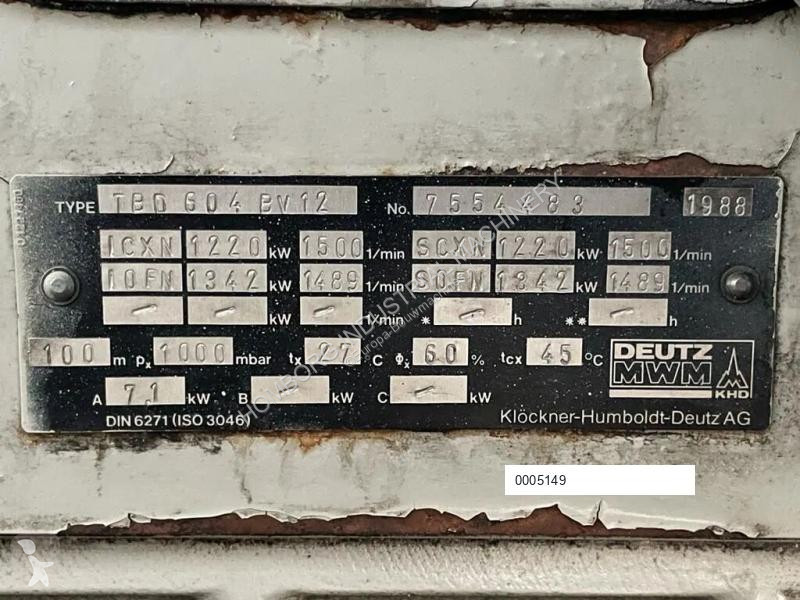 TYPE TBD 604 BV12 No. 7554 83 1988
ICXN 1220 kW 1500 1/min SCXN 1220 kW 1500 1/min
IOFN 1342 kW 1489 1/min SOFN 1342 kW 1489 1/min
- - kW - 1/min * - h ** - h
100 m px 1000 mbar tx 27 C Φx 60 % tcx 45 °C
A 71 kW B - kW C - kW
DEUTZ
MWM
KHD
DIN 6271 (ISO 3046) Klöckner-Humboldt-Deutz AG
0005149